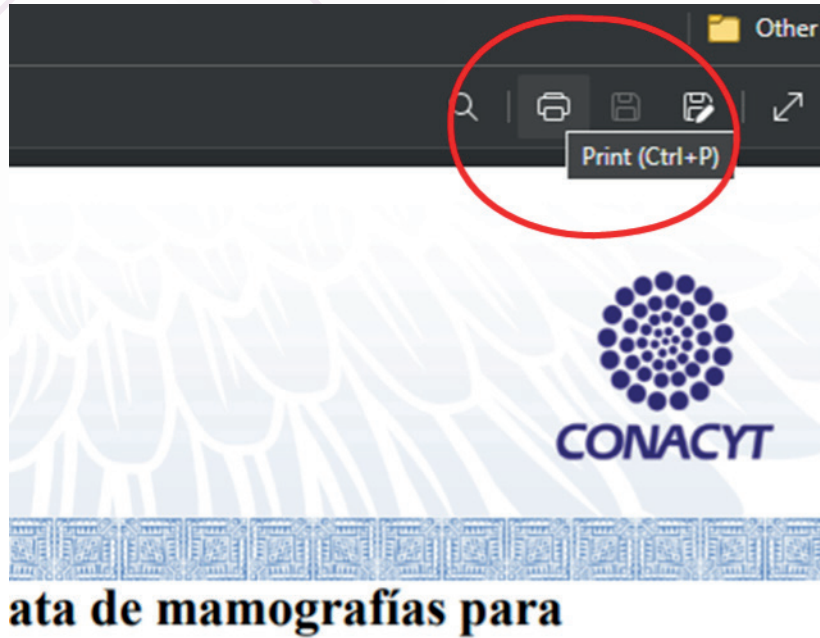 Other
Print (Ctrl+P)
CONACYT
ata de mamografías para